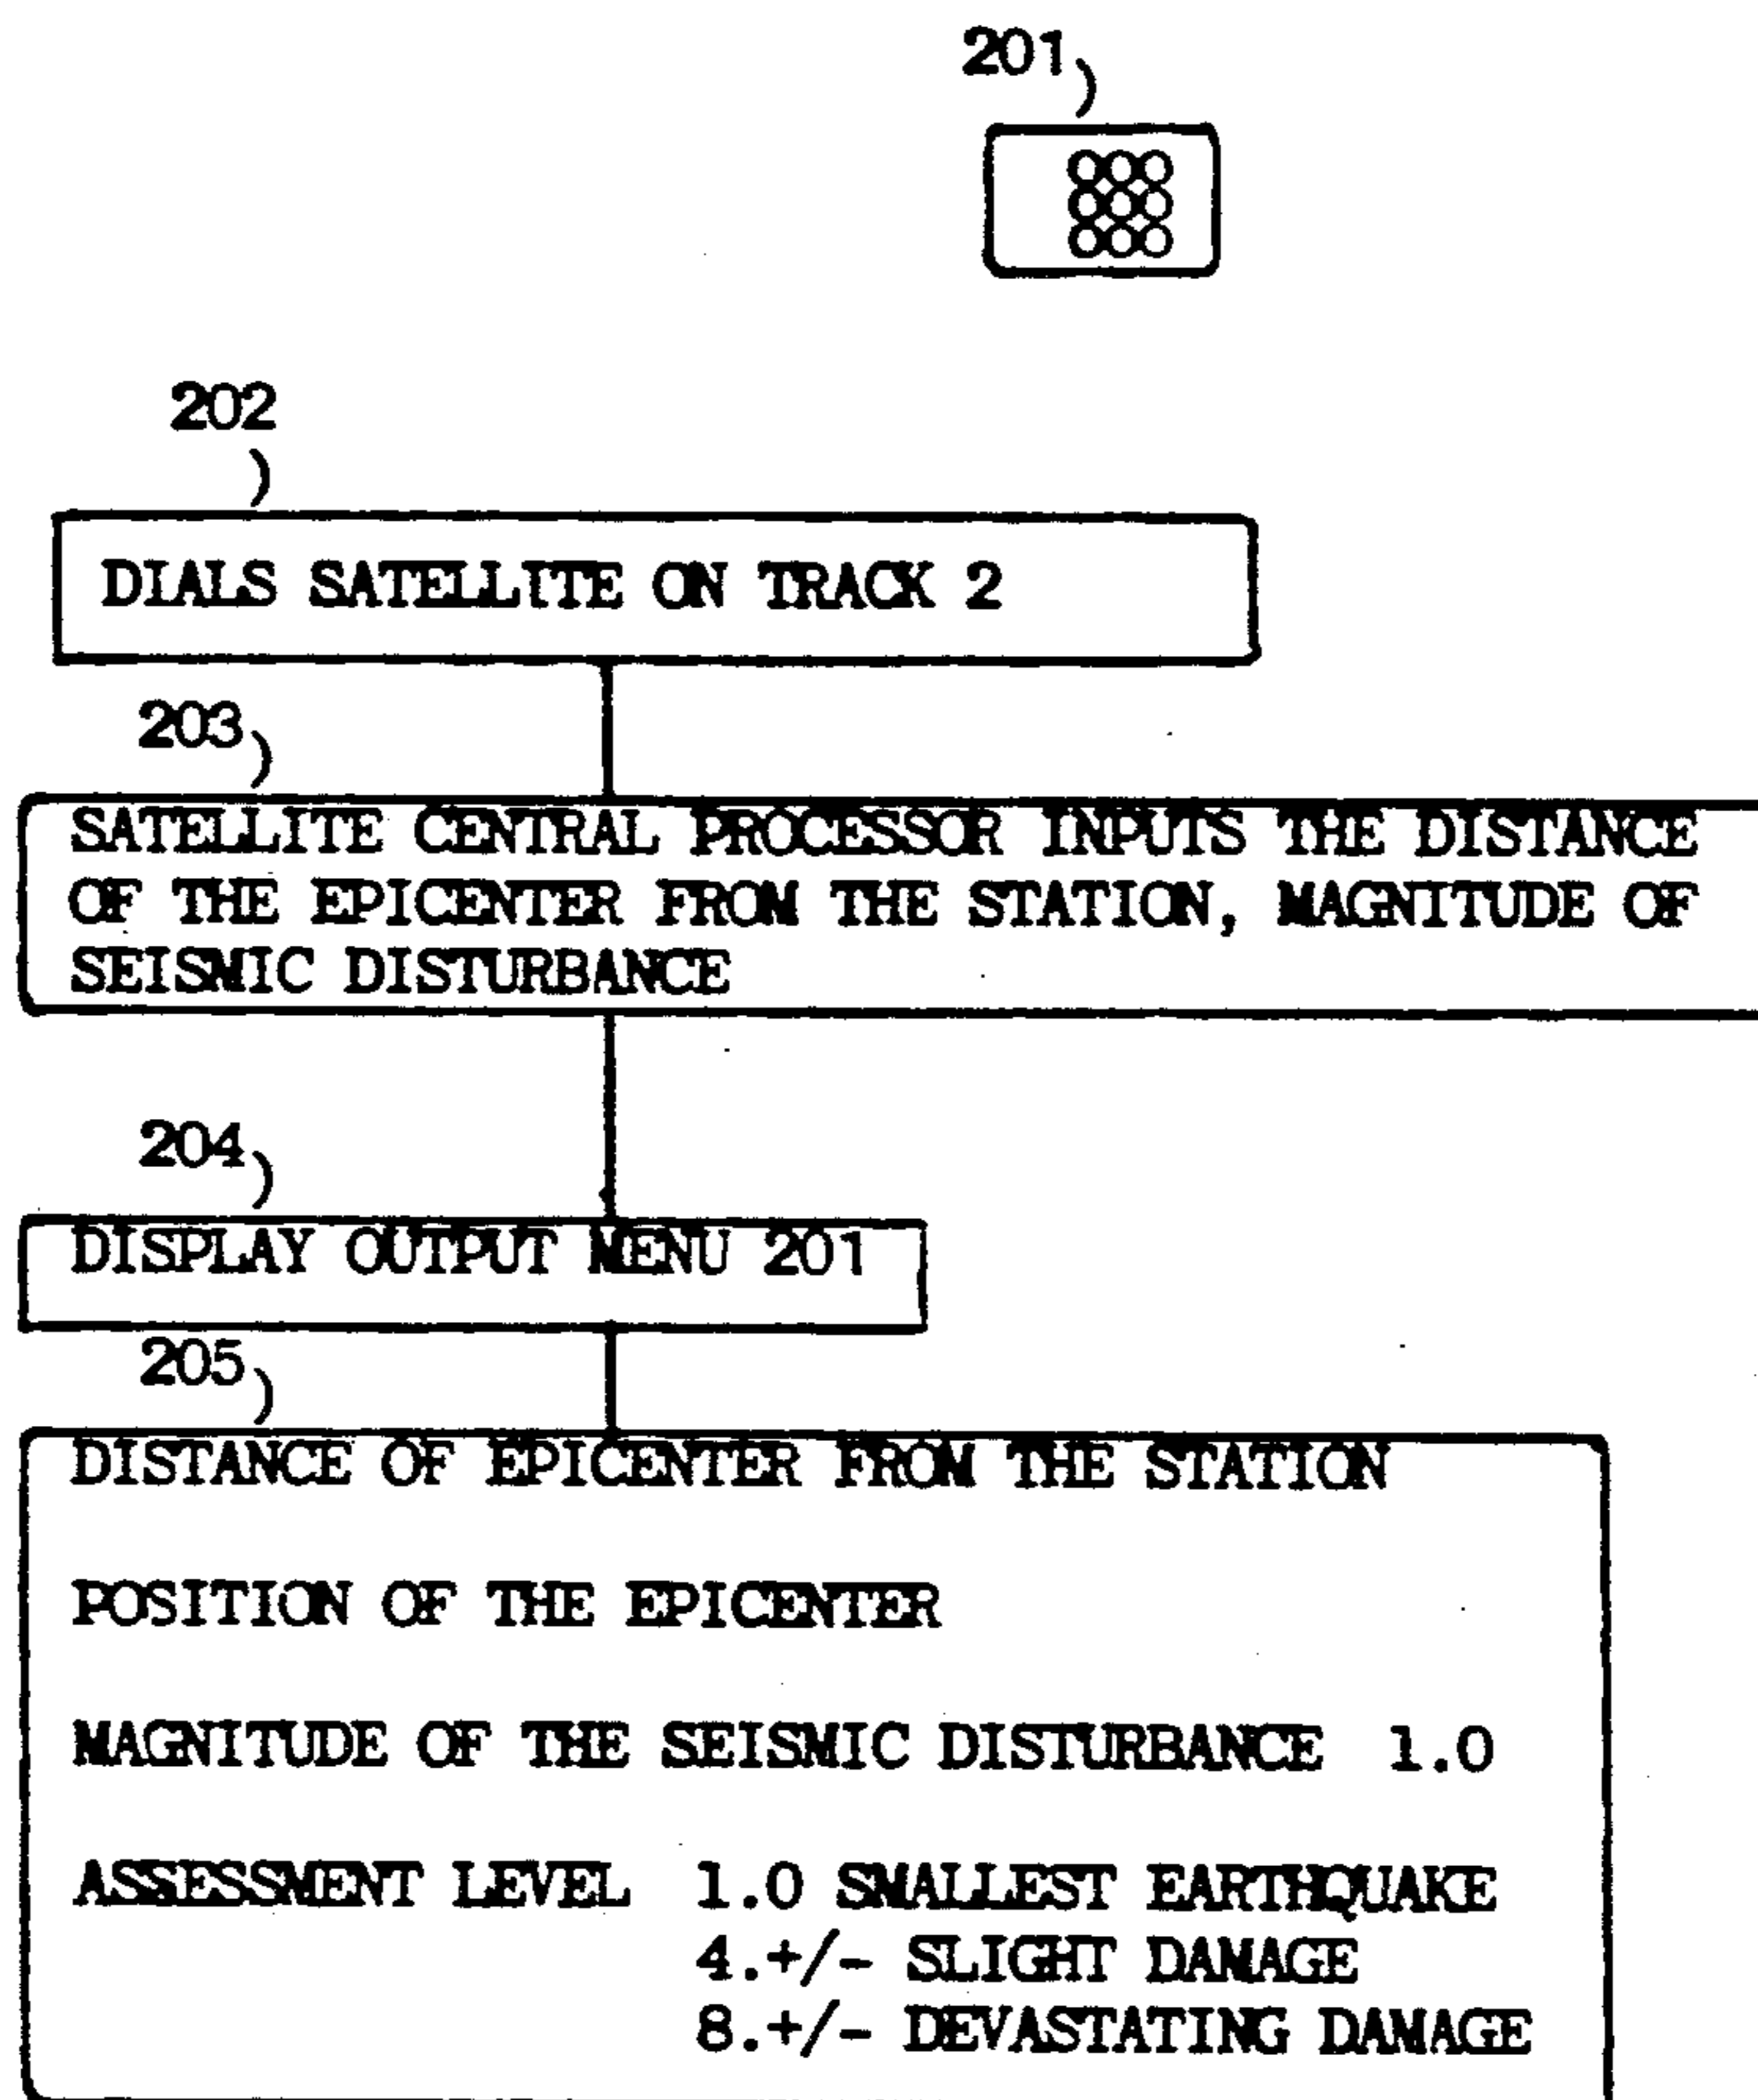 201
202
DIALS SATELLITE ON TRACK 2
203
SATELLITE CENTRAL PROCESSOR INPUTS THE DISTANCE
OF THE EPICENTER FROM THE STATION, MAGNITUDE OF
SEISMIC DISTURBANCE
204
DISPLAY OUTPUT MENU 201
205
DISTANCE OF EPICENTER FROM THE STATION
POSITION OF THE EPICENTER
MAGNITUDE OF THE SEISMIC DISTURBANCE 1.0
ASSESSMENT LEVEL 1.0 SMALLEST EARTHQUAKE
4.+/- SLIGHT DAMAGE
8.+/- DEVASTATING DAMAGE